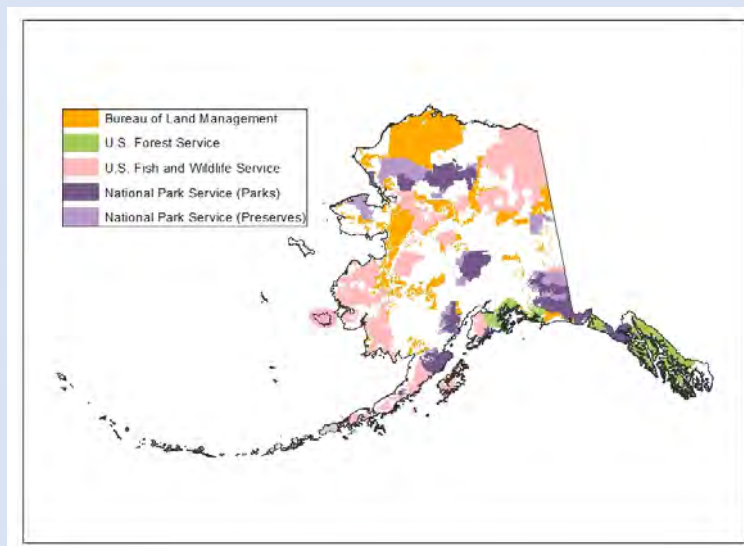 Bureau of Land Management
U.S. Forest Service
U.S. Fish and Wildlife Service
National Park Service (Parks)
National Park Service (Preserves)